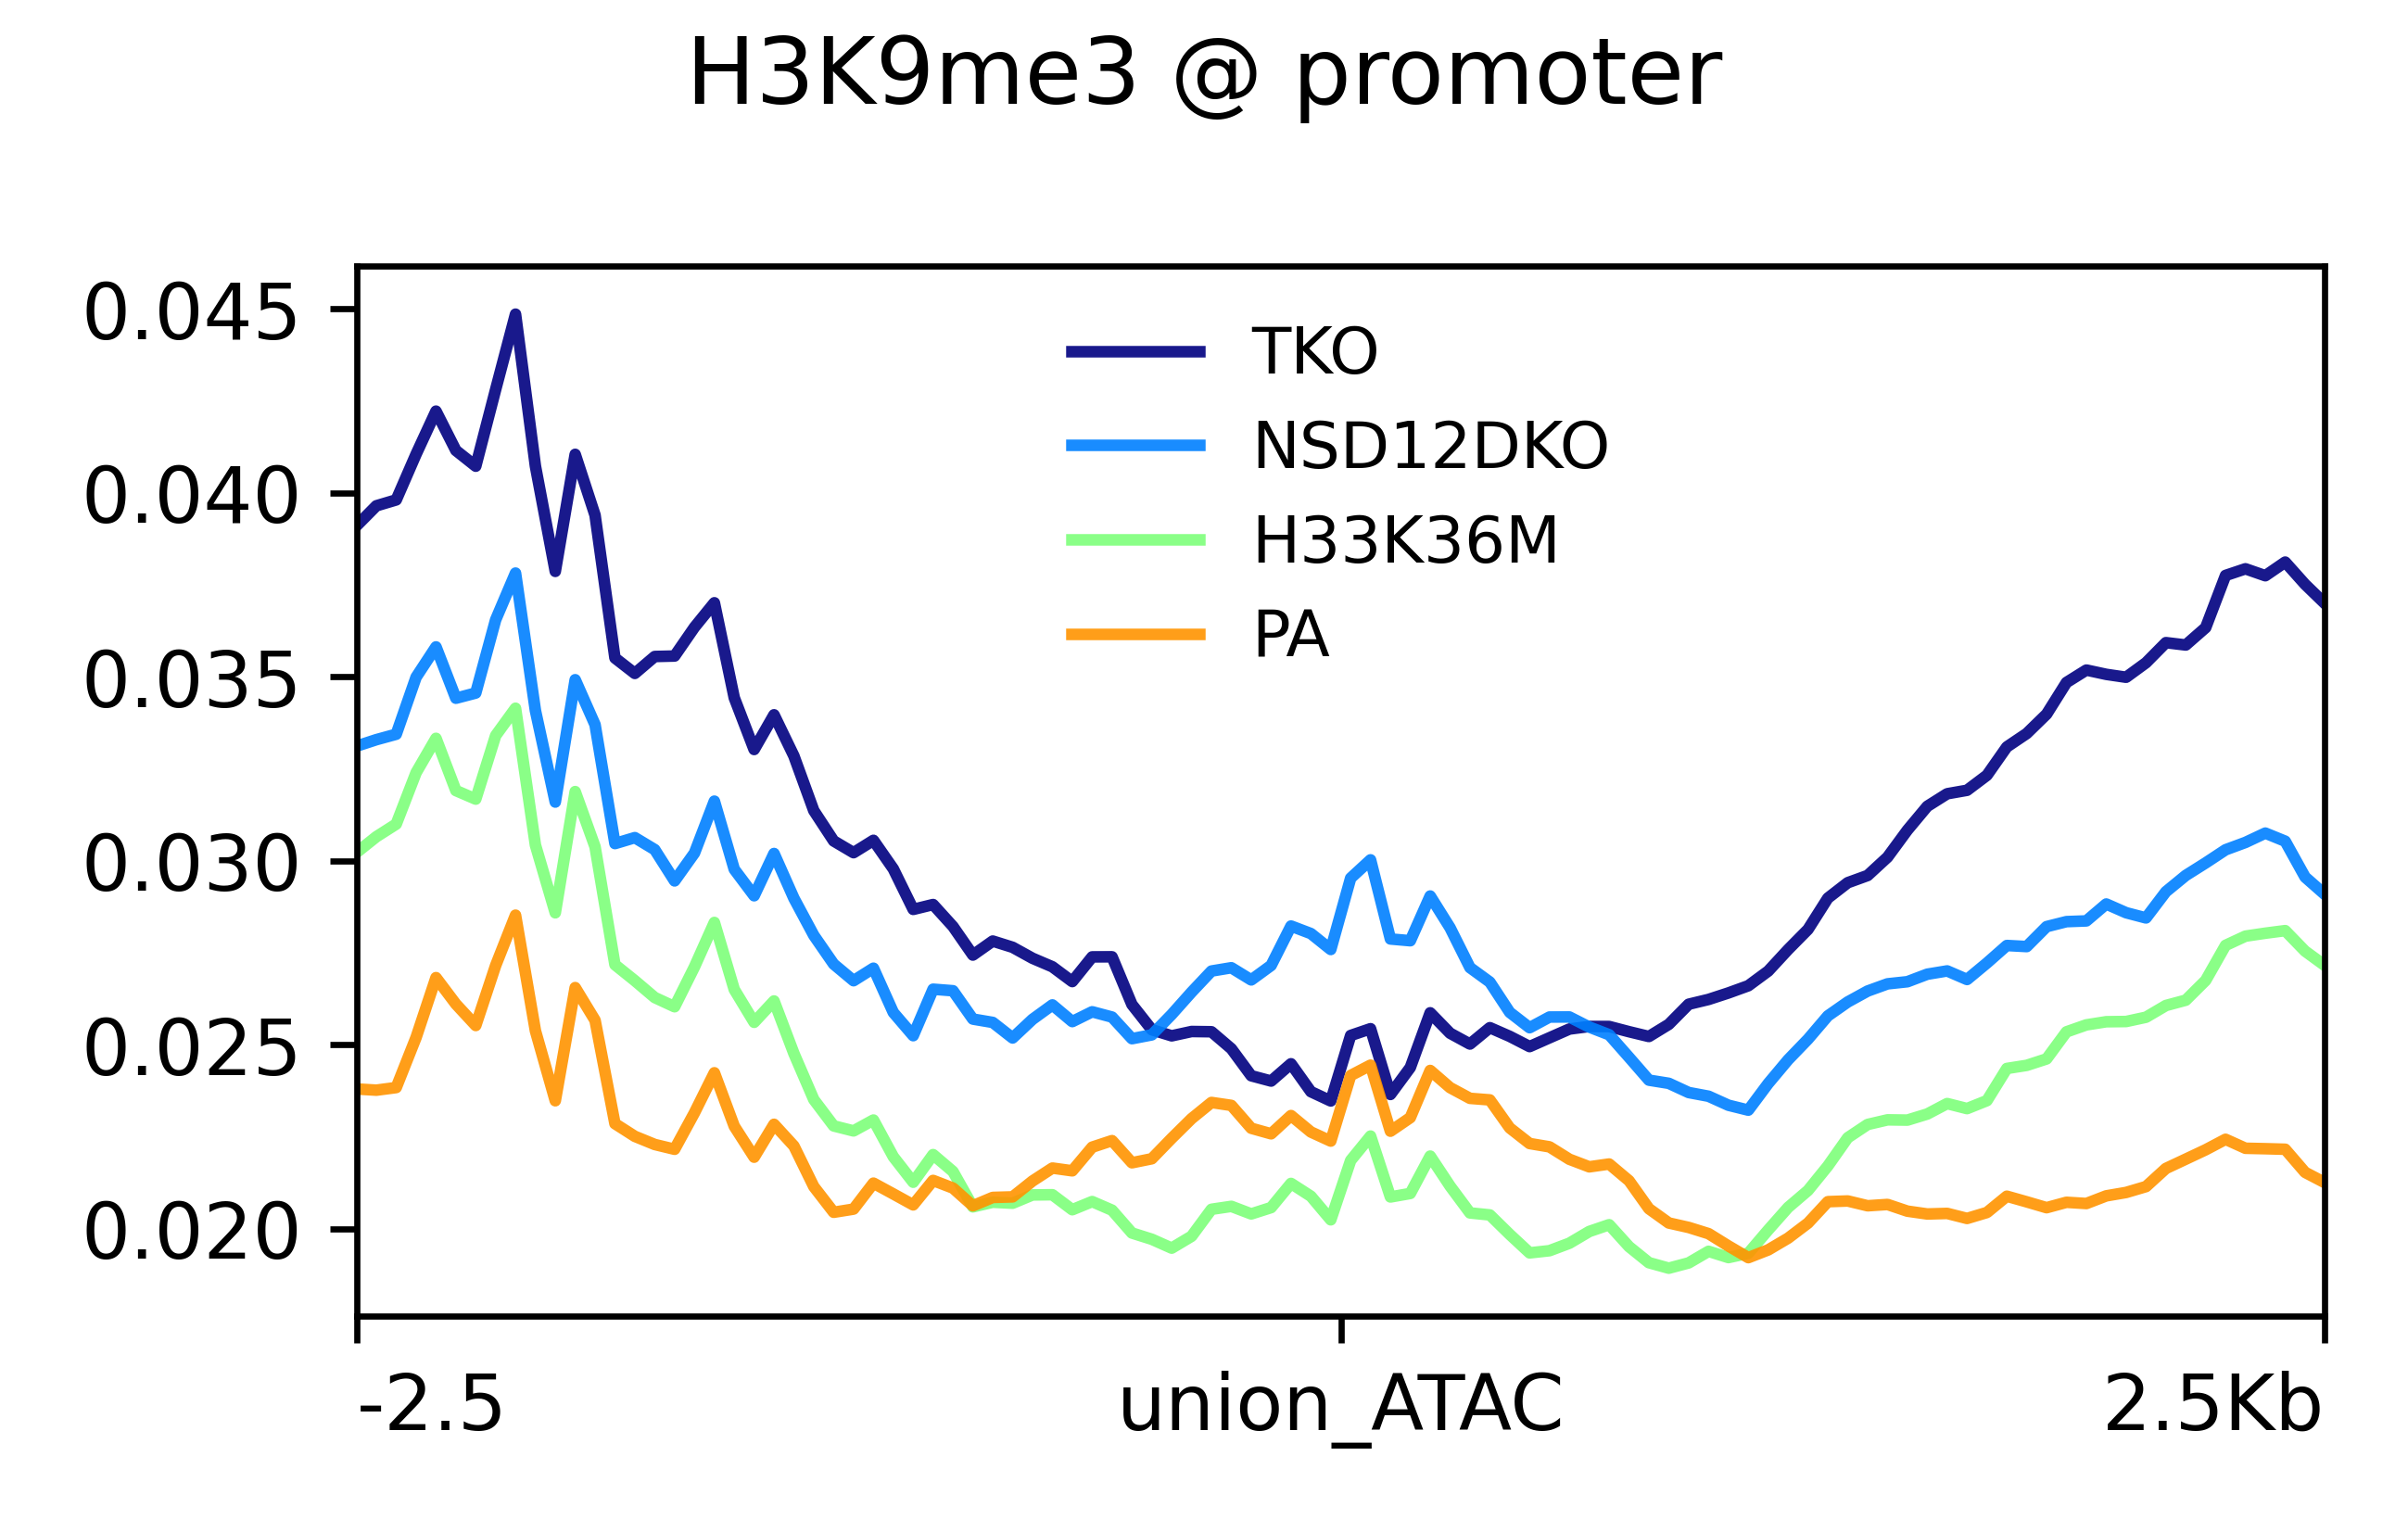 H3K9me3 @ promoter
0.045
0.040
0.035
0.030
0.025
0.020
TKO
NSD12DKO
H33K36M
PA
-2.5
union_ATAC
2.5Kb